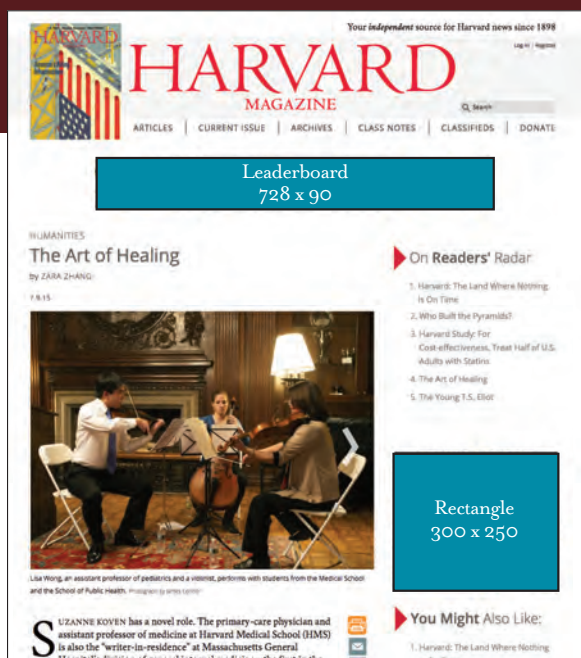 HARVARD
Your independent source for Harvard news since 1898
Log in | Register
HARVARD
MAGAZINE
Search
ARTICLES | CURRENT ISSUE | ARCHIVES | CLASS NOTES | CLASSIFIEDS | DONATE
Leaderboard
728 x 90
HUMANITIES
The Art of Healing
by ZARA ZHANG
7.9.15
Lisa Wong, an assistant professor of pediatrics and a violinist, performs with students from the Medical School
and the School of Public Health. Photograph by
SUZANNE KOVEN has a novel role. The primary-care physician and
assistant professor of medicine at Harvard Medical School (HMS)
is also the "writer-in-residence" at Massachusetts General
On Readers' Radar
1. Harvard: The Land Where Nothing
Is On Time
2. Who Built the Pyramids?
3. Harvard Study: For
Cost-effectiveness, Treat Half of U.S.
Adults with Statins
4. The Art of Healing
5. The Young T.S. Eliot
Rectangle
300 x 250
You Might Also Like:
1. Harvard: The Land Where Nothing